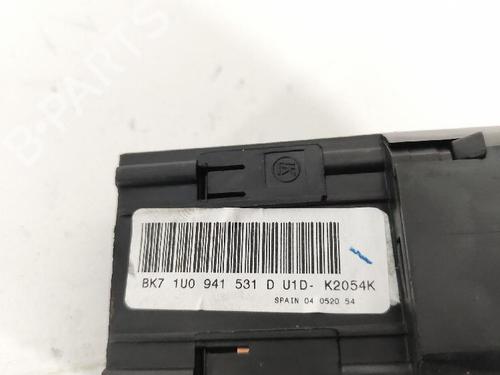 B-PARTS
BK7 1U0 941 531 D U1D- K2054K
SPAIN 04 0520 54